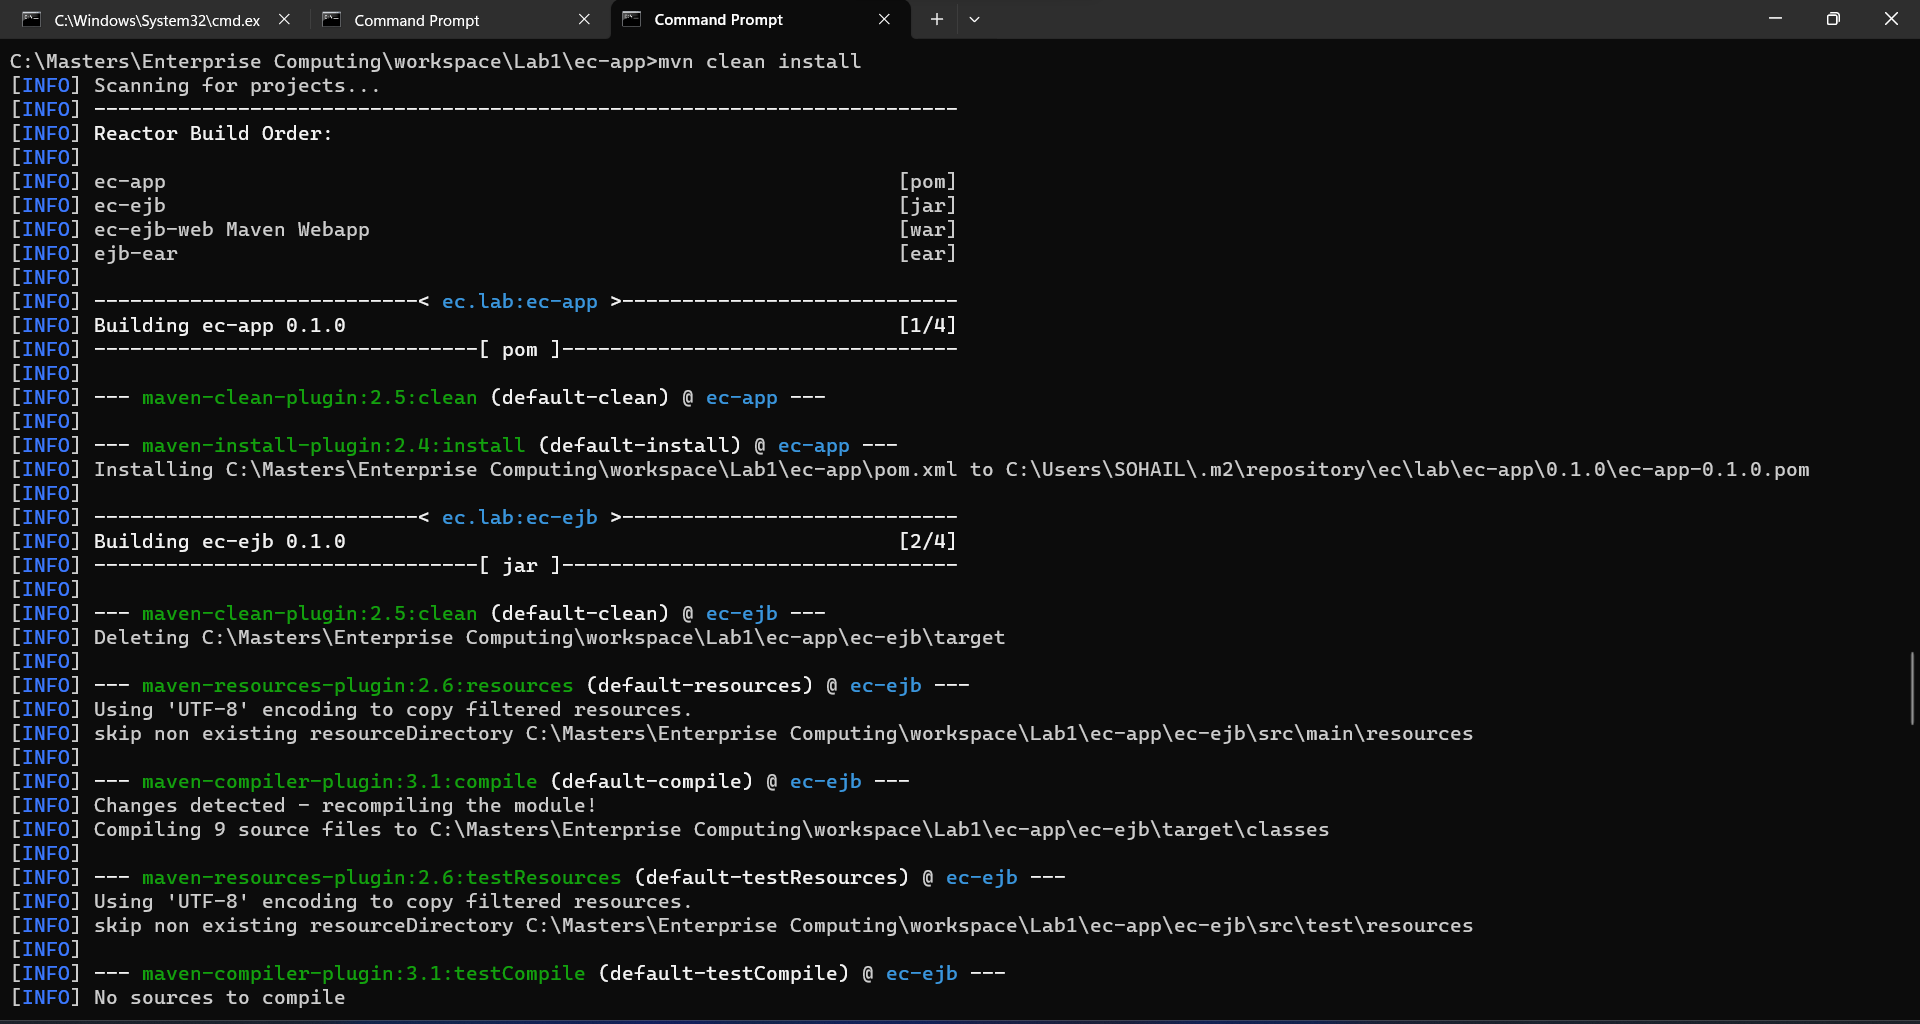 C:\Windows\System32\cmd.ex
Command Prompt
Command Prompt
C:\Masters\Enterprise Computing\workspace\Lab1\ec-app>mvn clean install
[INFO] Scanning for projects...
[INFO] ------------------------------------------------------------------------
[INFO] Reactor Build Order:
[INFO]
[INFO] ec-app [pom]
[INFO] ec-ejb [jar]
[INFO] ec-ejb-web Maven Webapp [war]
[INFO] ejb-ear [ear]
[INFO]
[INFO] ---------------------------< ec.lab:ec-app >----------------------------
[INFO] Building ec-app 0.1.0 [1/4]
[INFO] --------------------------------[ pom ]---------------------------------
[INFO]
[INFO] --- maven-clean-plugin:2.5:clean (default-clean) @ ec-app ---
[INFO]
[INFO] --- maven-install-plugin:2.4:install (default-install) @ ec-app ---
[INFO] Installing C:\Masters\Enterprise Computing\workspace\Lab1\ec-app\pom.xml to C:\Users\SOHAIL\.m2\repository\ec\lab\ec-app\0.1.0\ec-app-0.1.0.pom
[INFO]
[INFO] ---------------------------< ec.lab:ec-ejb >----------------------------
[INFO] Building ec-ejb 0.1.0 [2/4]
[INFO] --------------------------------[ jar ]---------------------------------
[INFO]
[INFO] --- maven-clean-plugin:2.5:clean (default-clean) @ ec-ejb ---
[INFO] Deleting C:\Masters\Enterprise Computing\workspace\Lab1\ec-app\ec-ejb\target
[INFO]
[INFO] --- maven-resources-plugin:2.6:resources (default-resources) @ ec-ejb ---
[INFO] Using 'UTF-8' encoding to copy filtered resources.
[INFO] skip non existing resourceDirectory C:\Masters\Enterprise Computing\workspace\Lab1\ec-app\ec-ejb\src\main\resources
[INFO]
[INFO] --- maven-compiler-plugin:3.1:compile (default-compile) @ ec-ejb ---
[INFO] Changes detected - recompiling the module!
[INFO] Compiling 9 source files to C:\Masters\Enterprise Computing\workspace\Lab1\ec-app\ec-ejb\target\classes
[INFO]
[INFO] --- maven-resources-plugin:2.6:testResources (default-testResources) @ ec-ejb ---
[INFO] Using 'UTF-8' encoding to copy filtered resources.
[INFO] skip non existing resourceDirectory C:\Masters\Enterprise Computing\workspace\Lab1\ec-app\ec-ejb\src\test\resources
[INFO]
[INFO] --- maven-compiler-plugin:3.1:testCompile (default-testCompile) @ ec-ejb ---
[INFO] No sources to compile